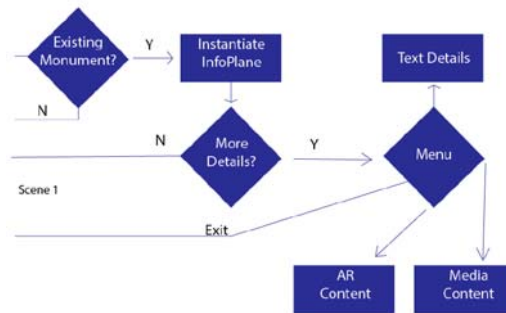 Existing
Monument?
Y
Instantiate
InfoPlane
Text Details
N
More
Details?
N
Y
Menu
Scene 1
Exit
AR
Content
Media
Content